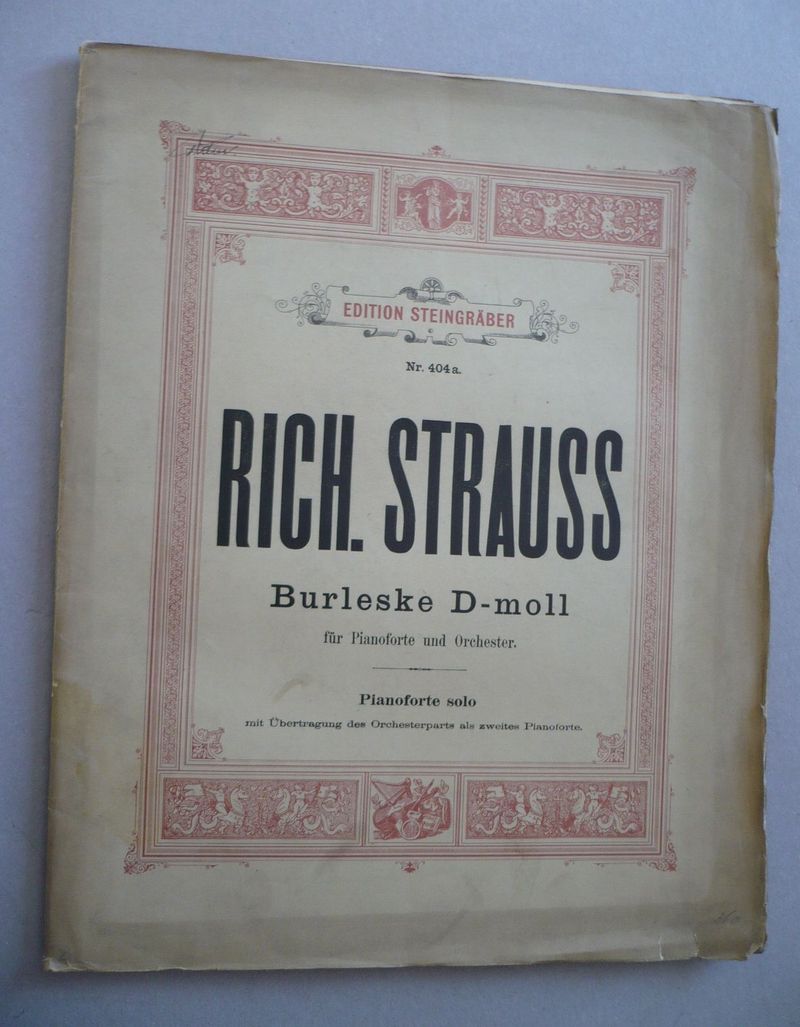 EDITION STEINGRÄBER
Nr. 404a.
RICH. STRAUSS
Burleske D-moll
für Pianoforte und Orchester.
Pianoforte solo
mit Übertragung des Orchesterparts als zweites Pianoforte.